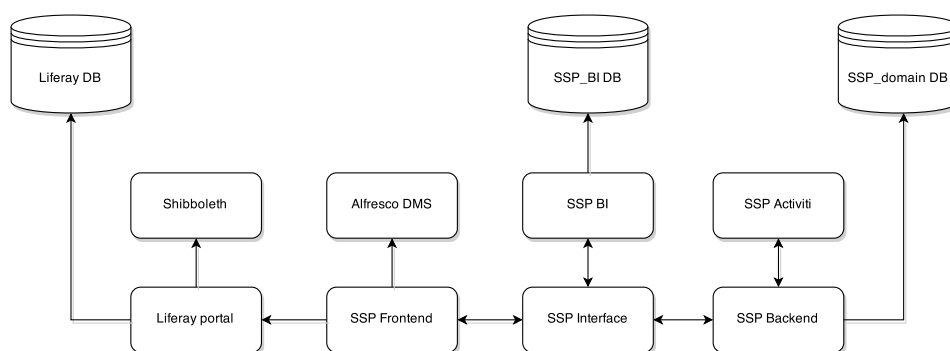 Liferay DB
SSP_BI DB
SSP_domain DB
Shibboleth
Alfresco DMS
SSP BI
SSP Activiti
Liferay portal
SSP Frontend
SSP Interface
SSP Backend